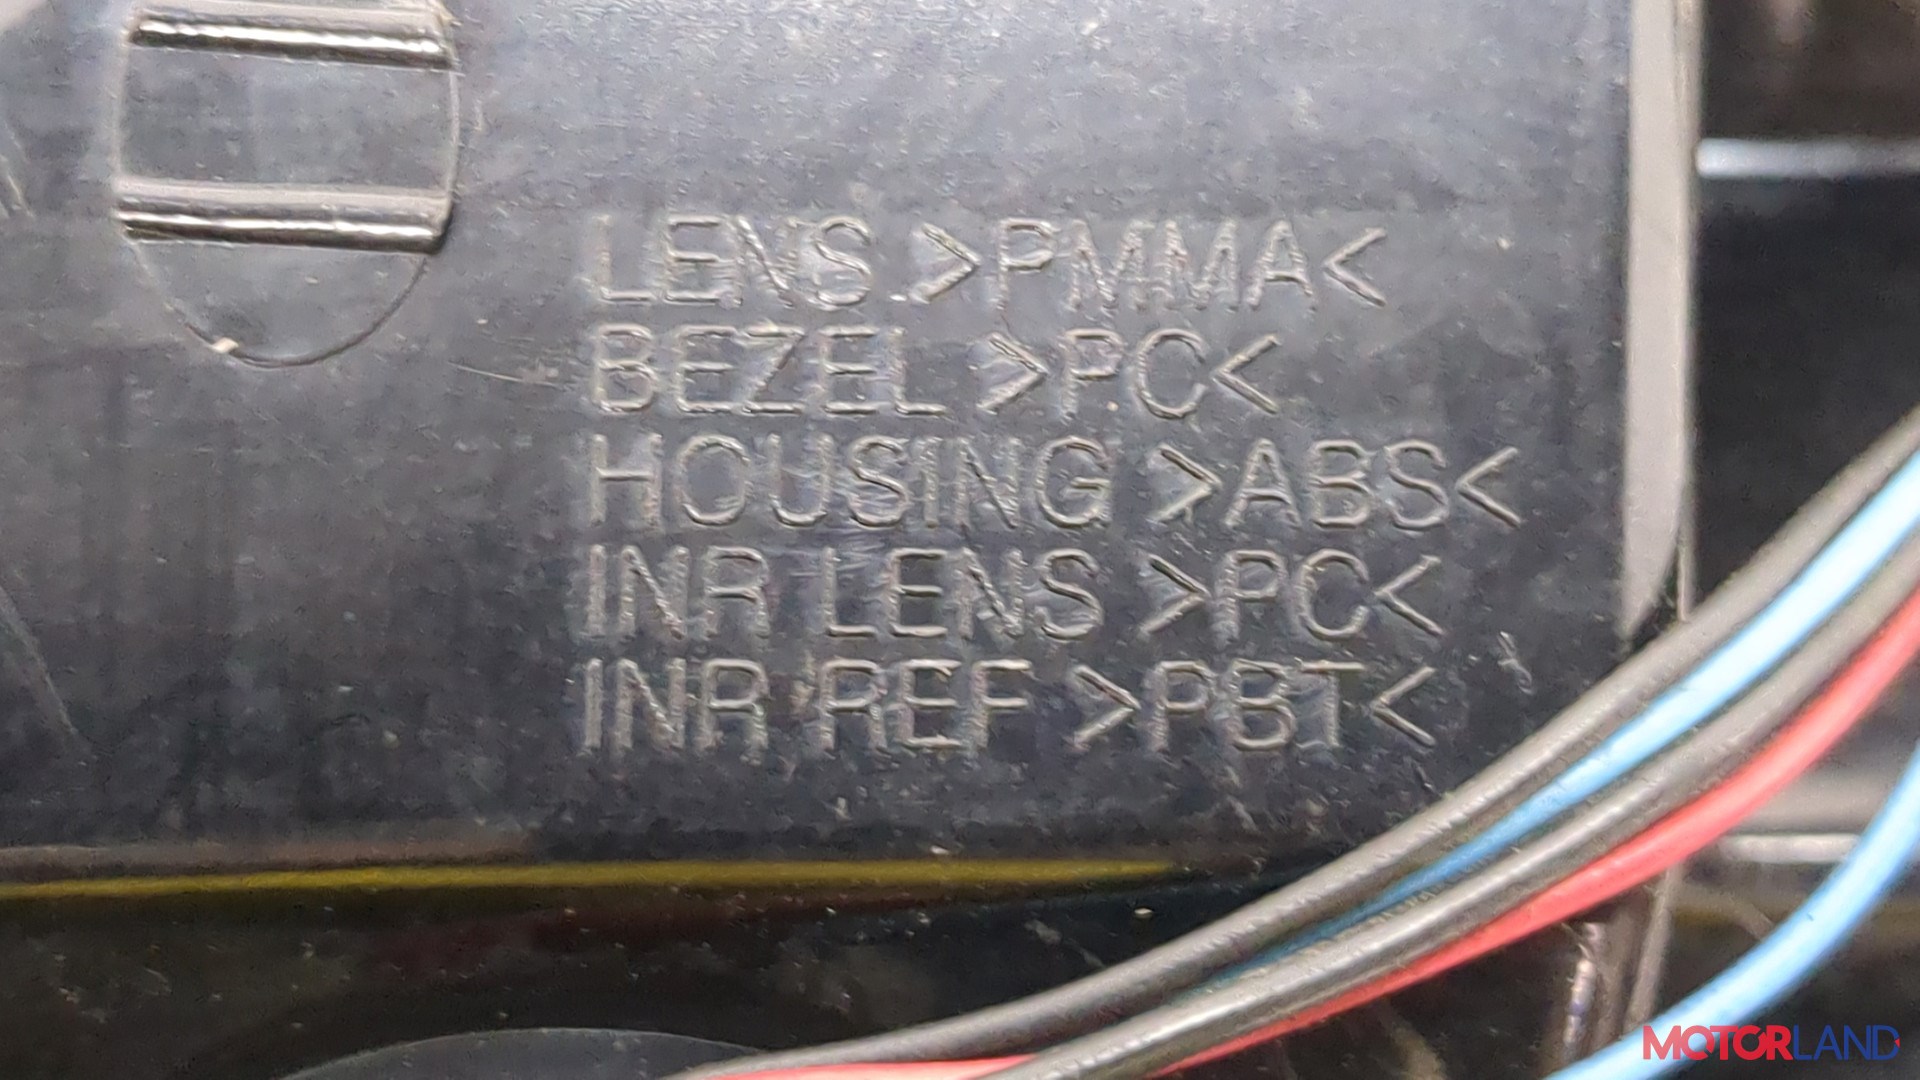 LENS >PMMA<
BEZEL >PC<
HOUSING >ABS<
INR LENS >PC<
INR REF >PBT<
MOTORLAND